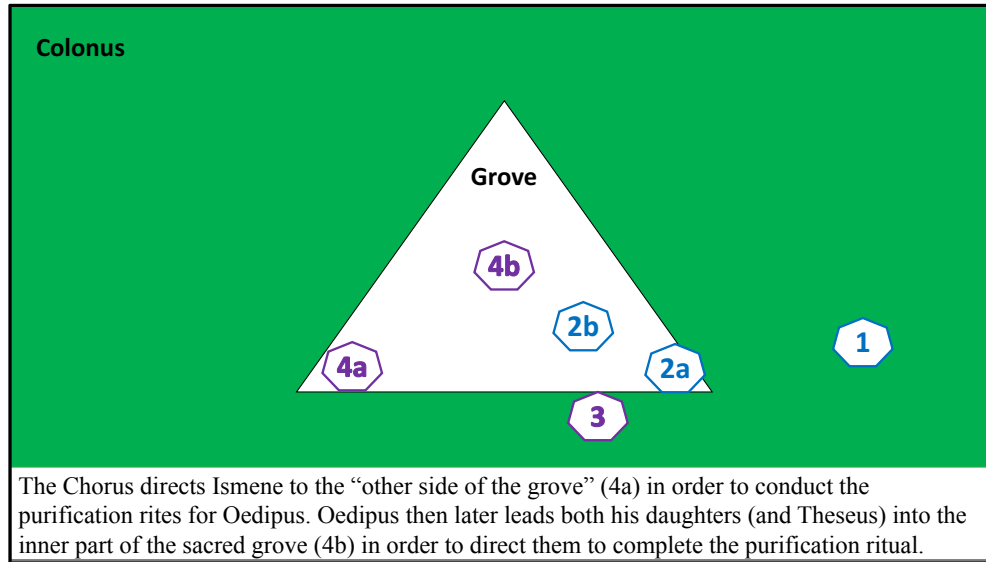 Colonus
Grove
4b
2b
1
4a
2a
3
The Chorus directs Ismene to the “other side of the grove” (4a) in order to conduct the
purification rites for Oedipus. Oedipus then later leads both his daughters (and Theseus) into the
inner part of the sacred grove (4b) in order to direct them to complete the purification ritual.